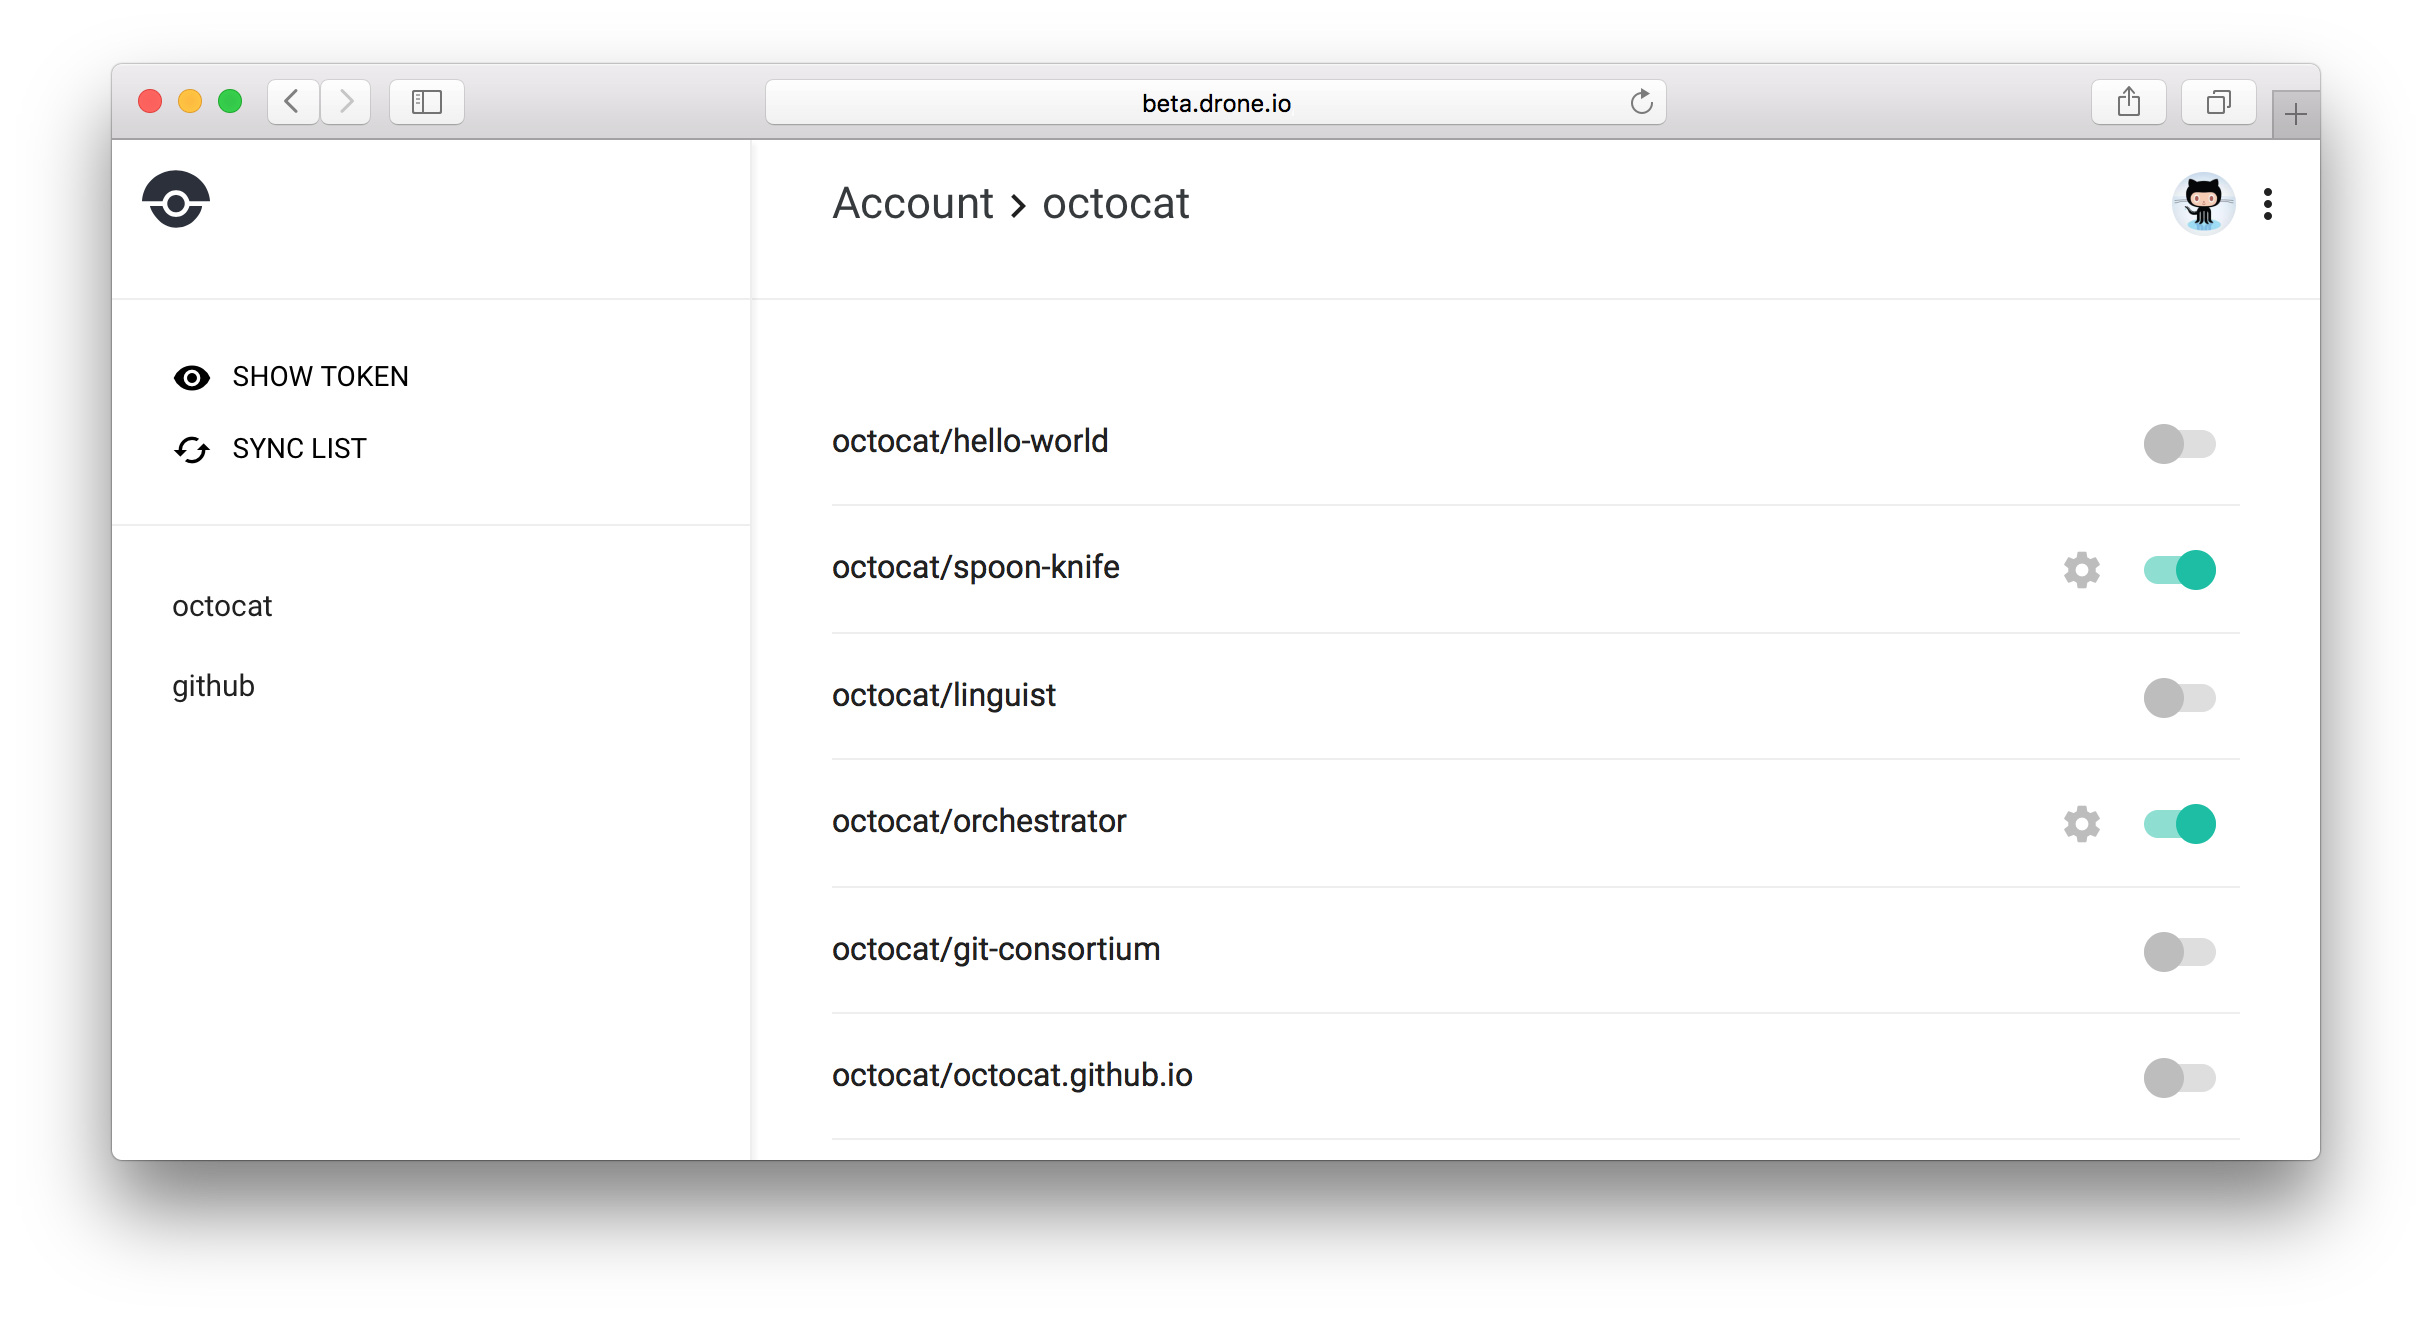 beta.drone.io
Account › octocat
SHOW TOKEN
SYNC LIST
octocat
github
octocat/hello-world
octocat/spoon-knife
octocat/linguist
octocat/orchestrator
octocat/git-consortium
octocat/octocat.github.io